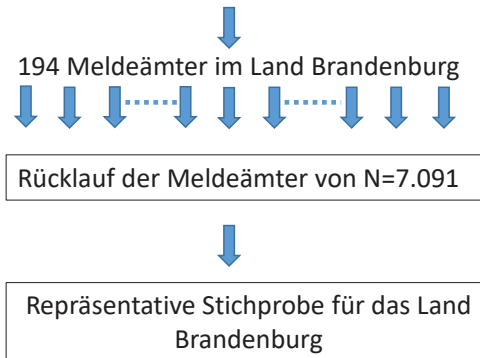 194 Meldeämter im Land Brandenburg
Rücklauf der Meldeämter von N=7.091
Repräsentative Stichprobe für das Land
Brandenburg